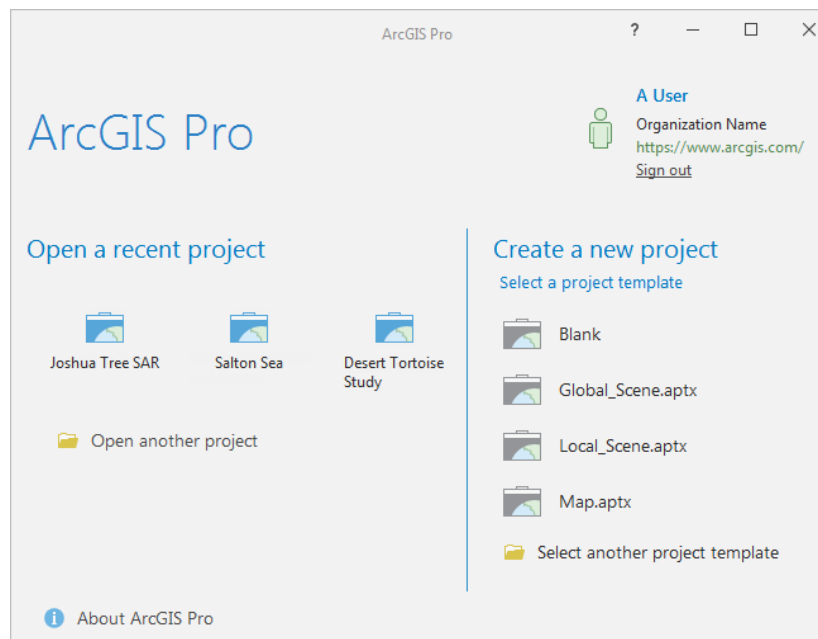 ArcGIS Pro
?
A User
Organization Name
https://www.arcgis.com/
Sign out
ArcGIS Pro
Open a recent project
Joshua Tree SAR
Salton Sea
Desert Tortoise
Study
Open another project
Create a new project
Select a project template
Blank
Global_Scene.aptx
Local_Scene.aptx
Map.aptx
Select another project template
About ArcGIS Pro